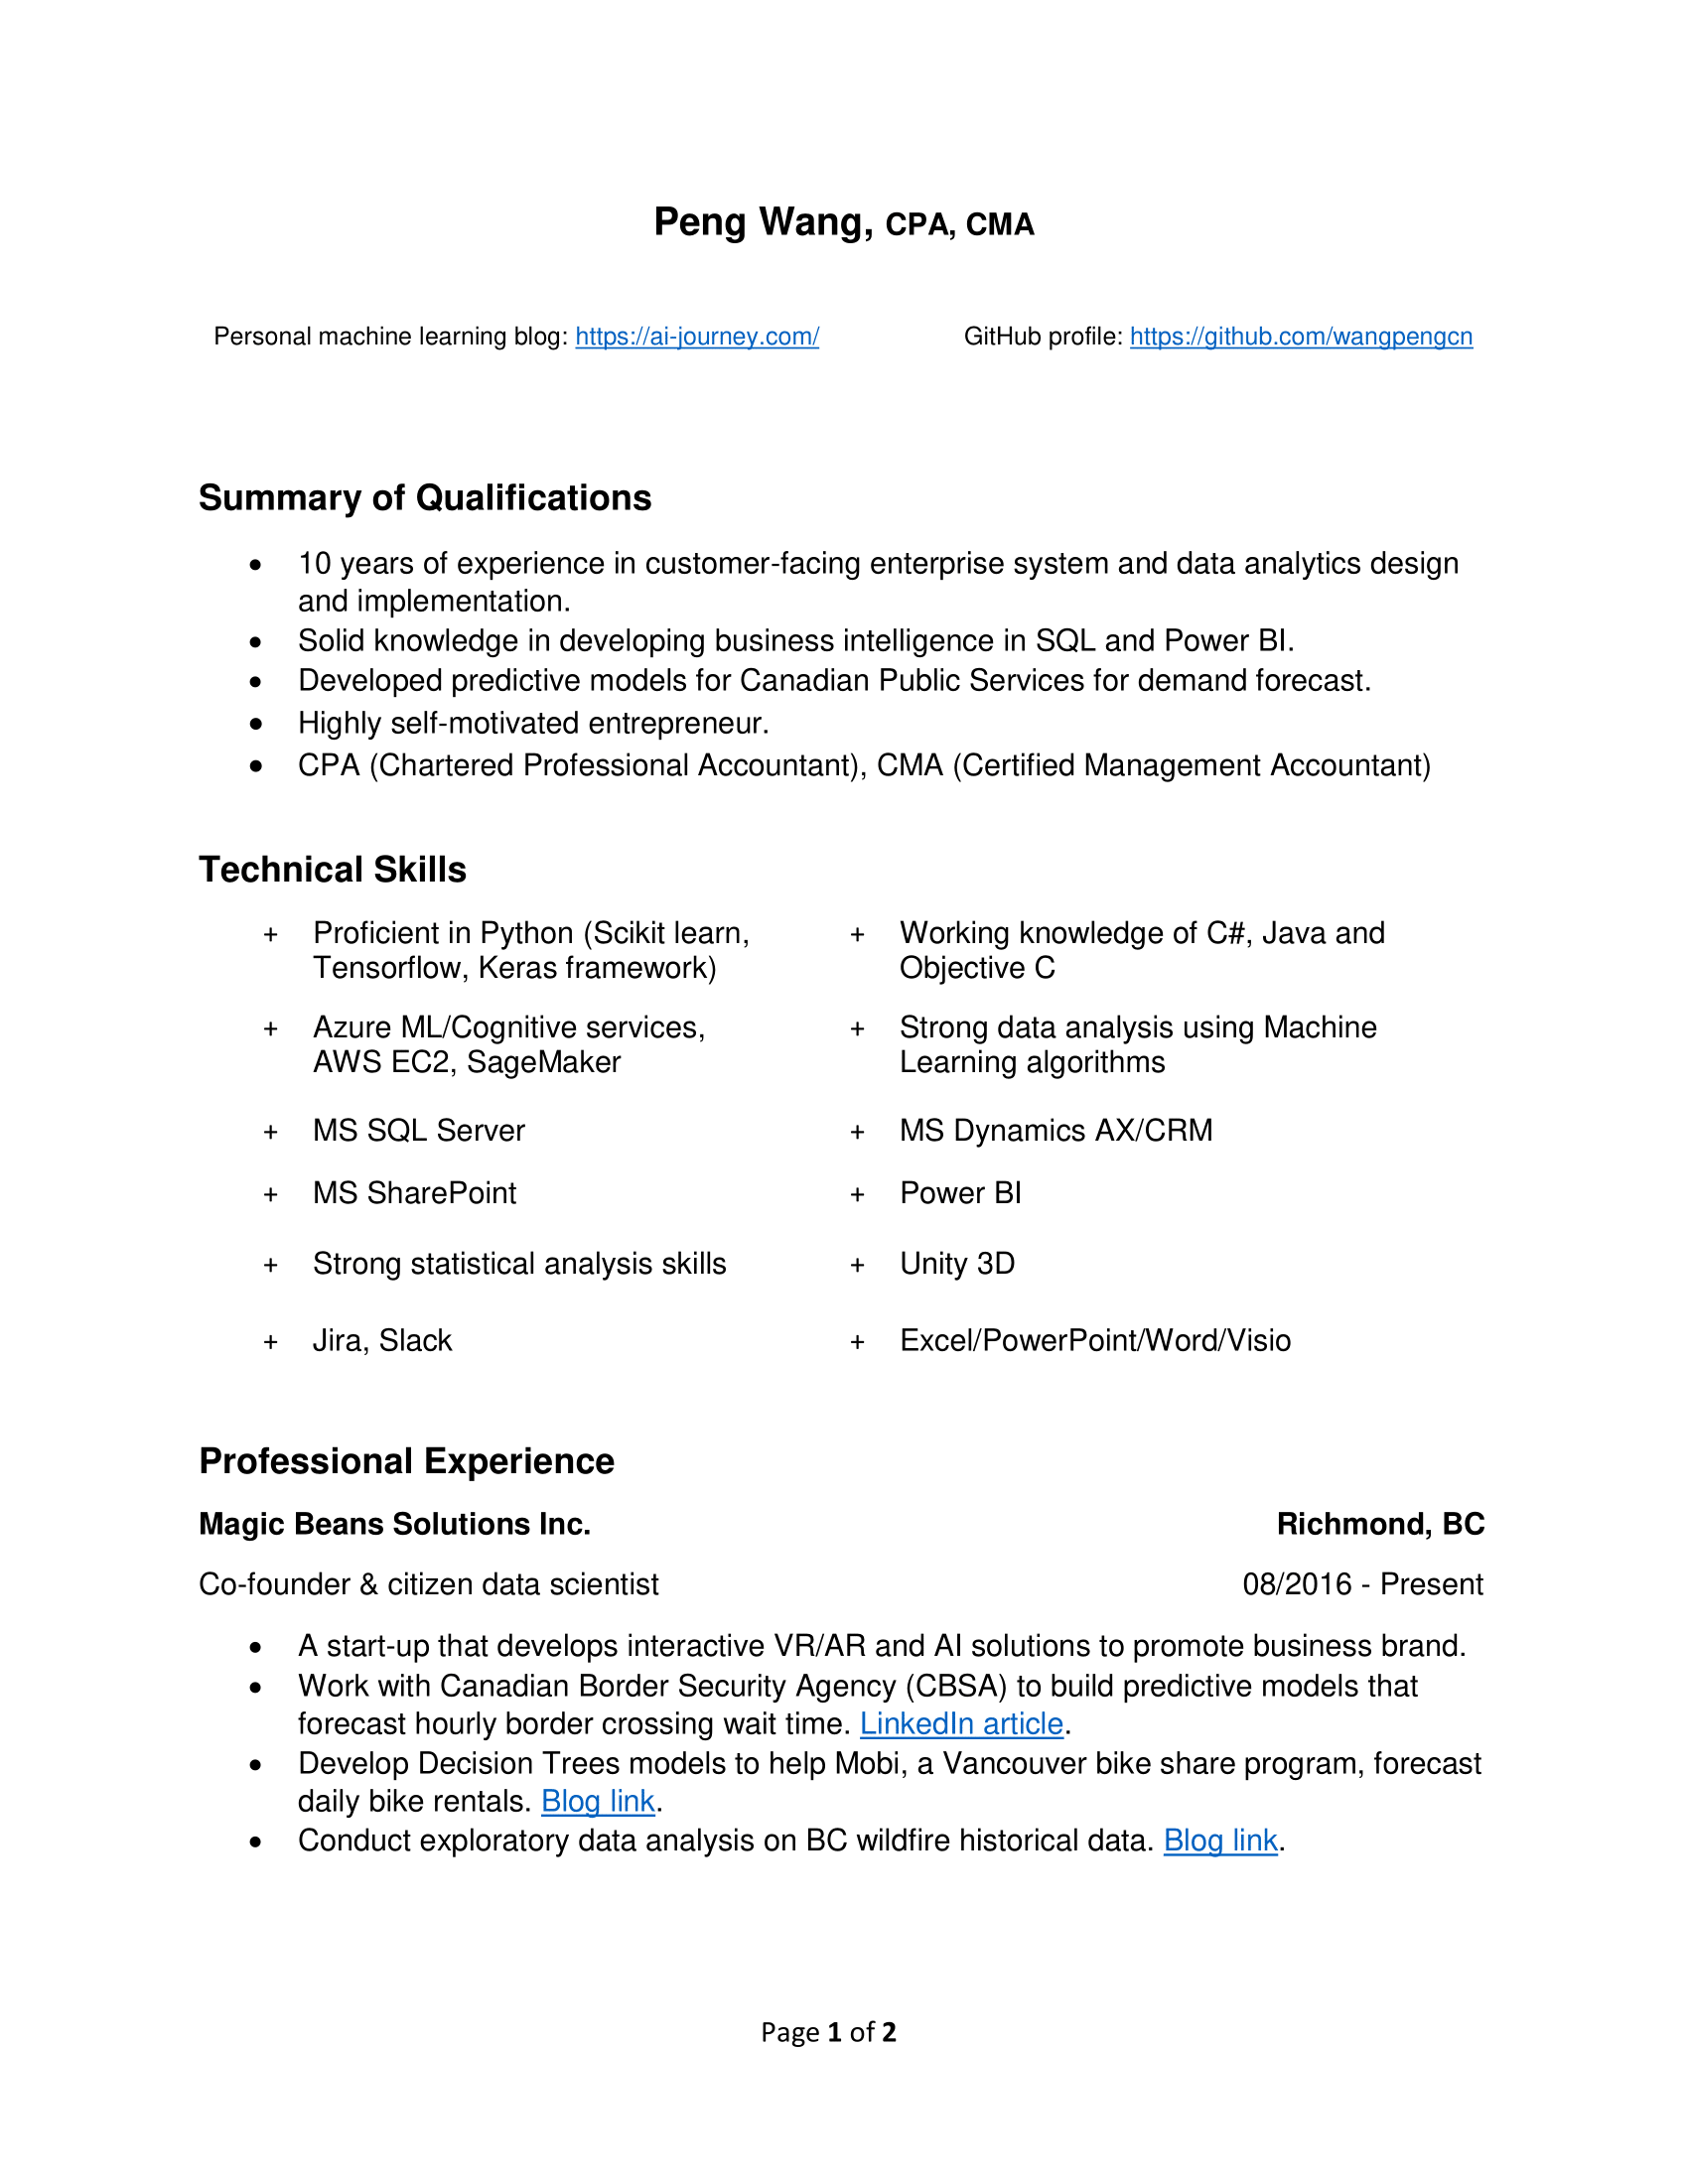 Peng Wang, CPA, CMA
Personal machine learning blog: https://ai-journey.com/ GitHub profile: https://github.com/wangpengcn
Summary of Qualifications
• 10 years of experience in customer-facing enterprise system and data analytics design
and implementation.
• Solid knowledge in developing business intelligence in SQL and Power BI.
• Developed predictive models for Canadian Public Services for demand forecast.
• Highly self-motivated entrepreneur.
• CPA (Chartered Professional Accountant), CMA (Certified Management Accountant)
Technical Skills
+ Proficient in Python (Scikit learn,
Tensorflow, Keras framework)
+ Working knowledge of C#, Java and
Objective C
+ Azure ML/Cognitive services,
AWS EC2, SageMaker
+ Strong data analysis using Machine
Learning algorithms
+ MS SQL Server
+ MS Dynamics AX/CRM
+ MS SharePoint
+ Power BI
+ Strong statistical analysis skills
+ Unity 3D
+ Jira, Slack
+ Excel/PowerPoint/Word/Visio
Professional Experience
Magic Beans Solutions Inc. Richmond, BC
Co-founder & citizen data scientist 08/2016 - Present
• A start-up that develops interactive VR/AR and AI solutions to promote business brand.
• Work with Canadian Border Security Agency (CBSA) to build predictive models that
forecast hourly border crossing wait time. LinkedIn article.
• Develop Decision Trees models to help Mobi, a Vancouver bike share program, forecast
daily bike rentals. Blog link.
• Conduct exploratory data analysis on BC wildfire historical data. Blog link.
Page 1 of 2